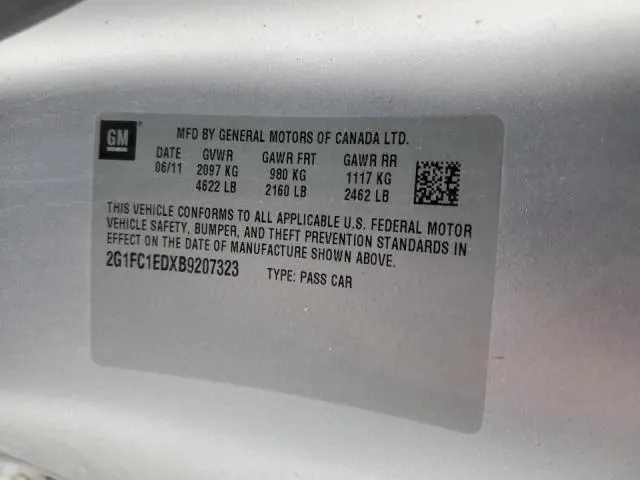 GM
MFD BY GENERAL MOTORS OF CANADA LTD.
DATE GVWR GAWR FRT GAWR RR
06/11 2097 KG 980 KG 1117 KG
4622 LB 2160 LB 2462 LB
THIS VEHICLE CONFORMS TO ALL APPLICABLE U.S. FEDERAL MOTOR
VEHICLE SAFETY, BUMPER, AND THEFT PREVENTION STANDARDS IN
EFFECT ON THE DATE OF MANUFACTURE SHOWN ABOVE.
2G1FC1EDXB9207323 TYPE: PASS CAR